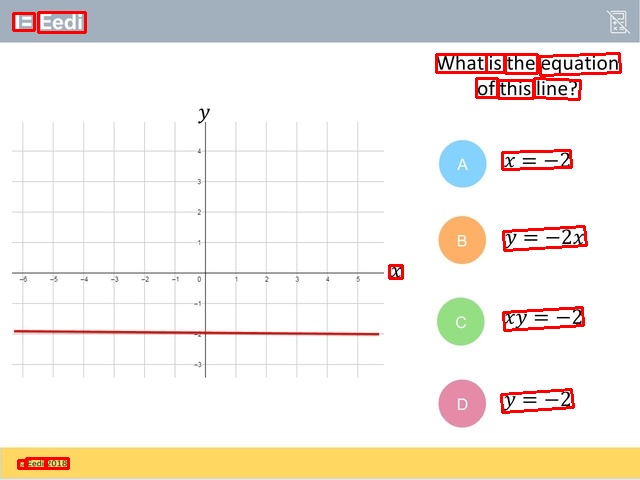 Eedi
What is the equation
of this line?
y
4
3
2
1
-6 -5 -4 -3 -2 -1 0 1 2 3 4 5
x
-1
-2
-3
A x = −2
B y = −2x
C xy = −2
D y = −2
© Eedi 2018